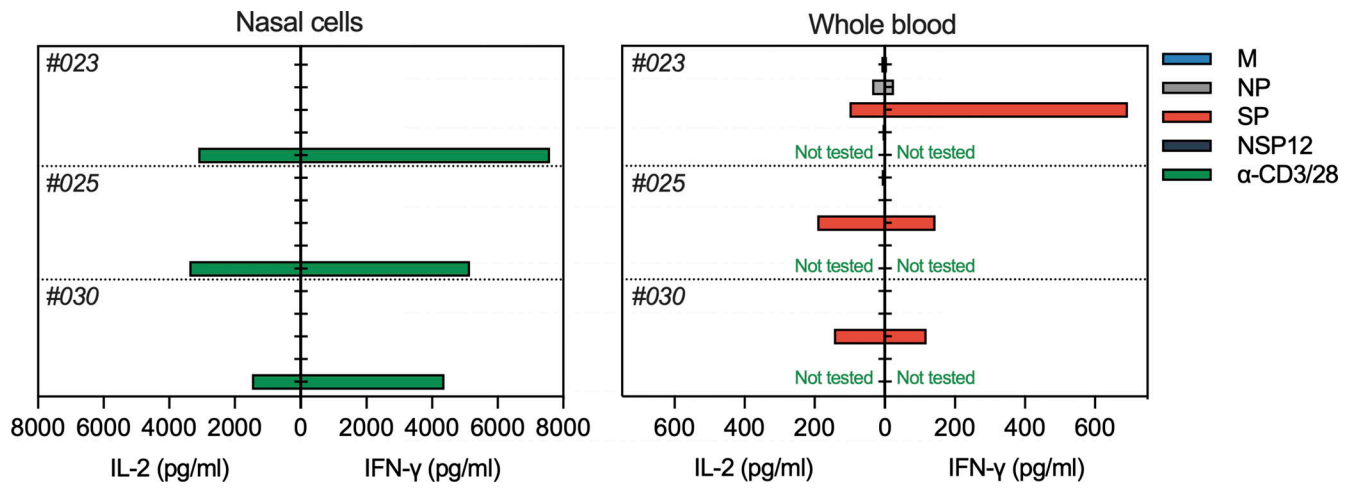 Nasal cells
#023
#025
#030
8000 6000 4000 2000 0 2000 4000 6000 8000
IL-2 (pg/ml) IFN-γ (pg/ml)
Whole blood
#023
Not tested Not tested
#025
Not tested Not tested
#030
Not tested Not tested
600 400 200 0 200 400 600
IL-2 (pg/ml) IFN-γ (pg/ml)
M
NP
SP
NSP12
α-CD3/28